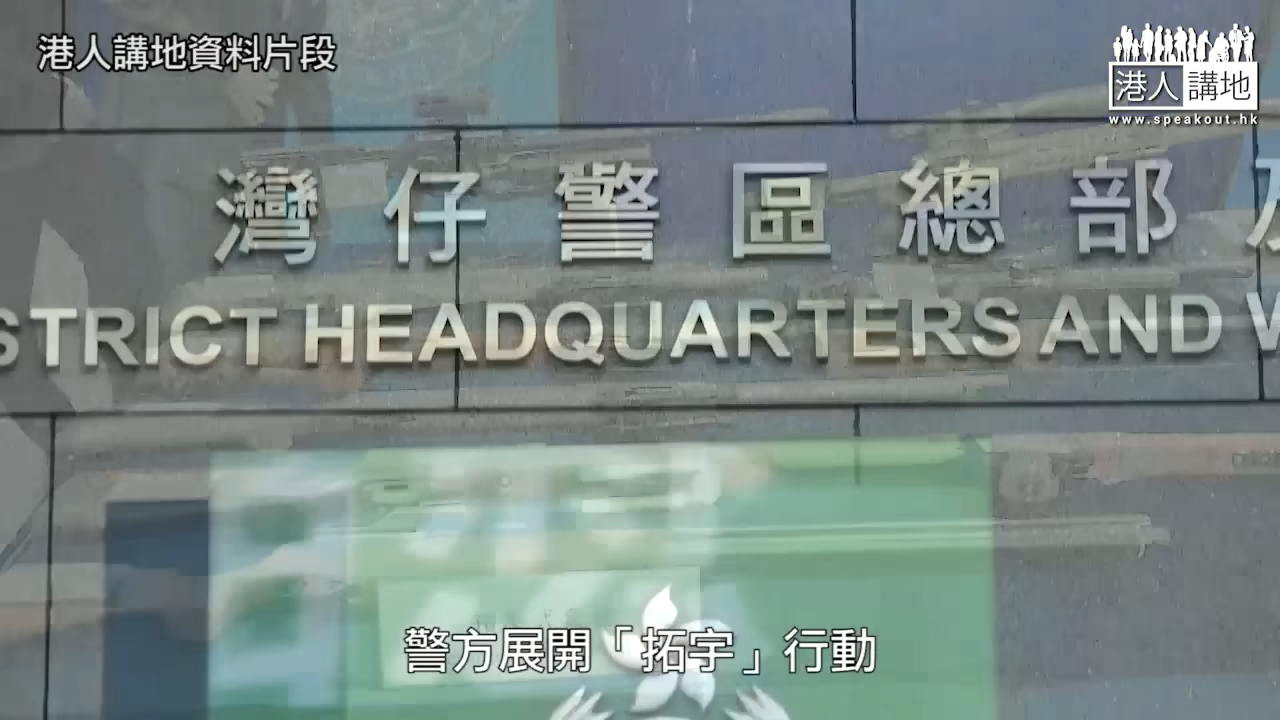 港人講地資料片段
港人講地
www.speakout.hk
灣仔警區總部
STRICT HEADQUARTERS AND W
警方展開「拓宇」行動